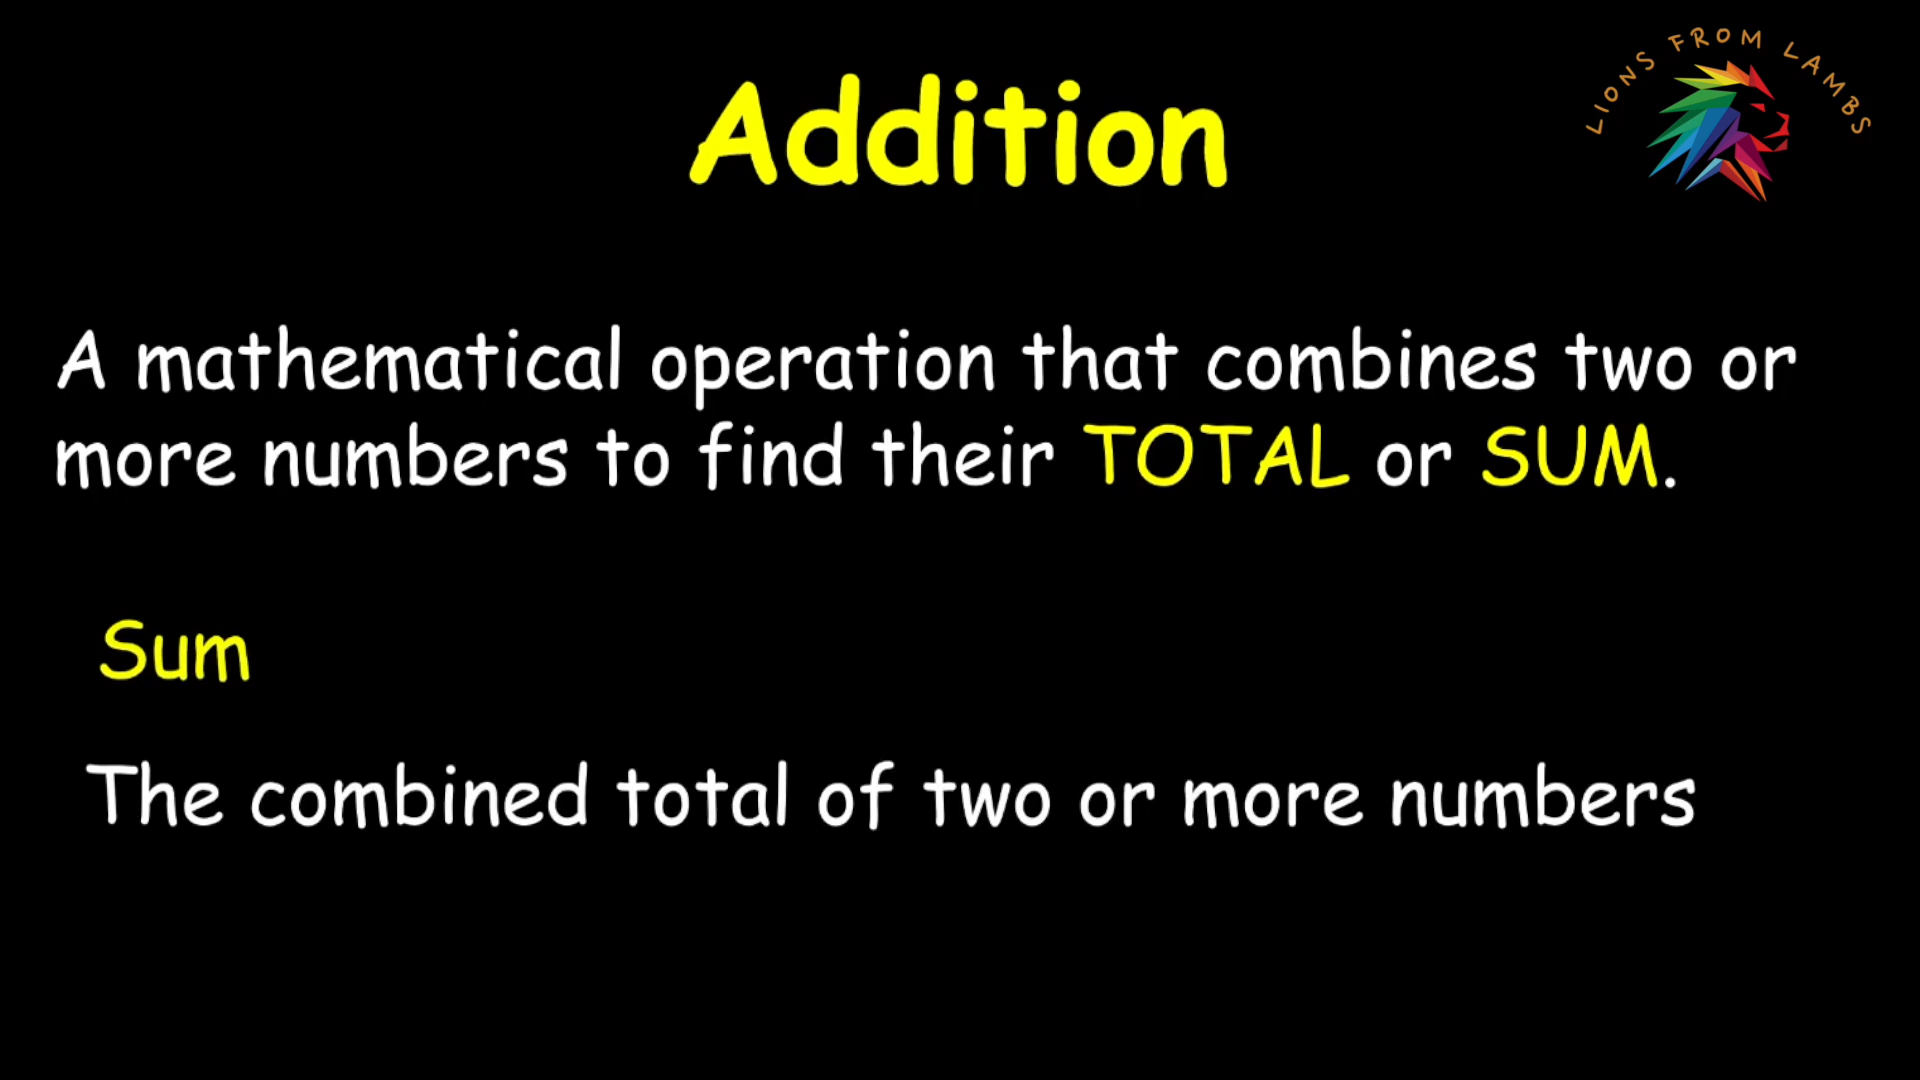 Addition
LIONS FROM LAMBS
A mathematical operation that combines two or
more numbers to find their TOTAL or SUM.
Sum
The combined total of two or more numbers